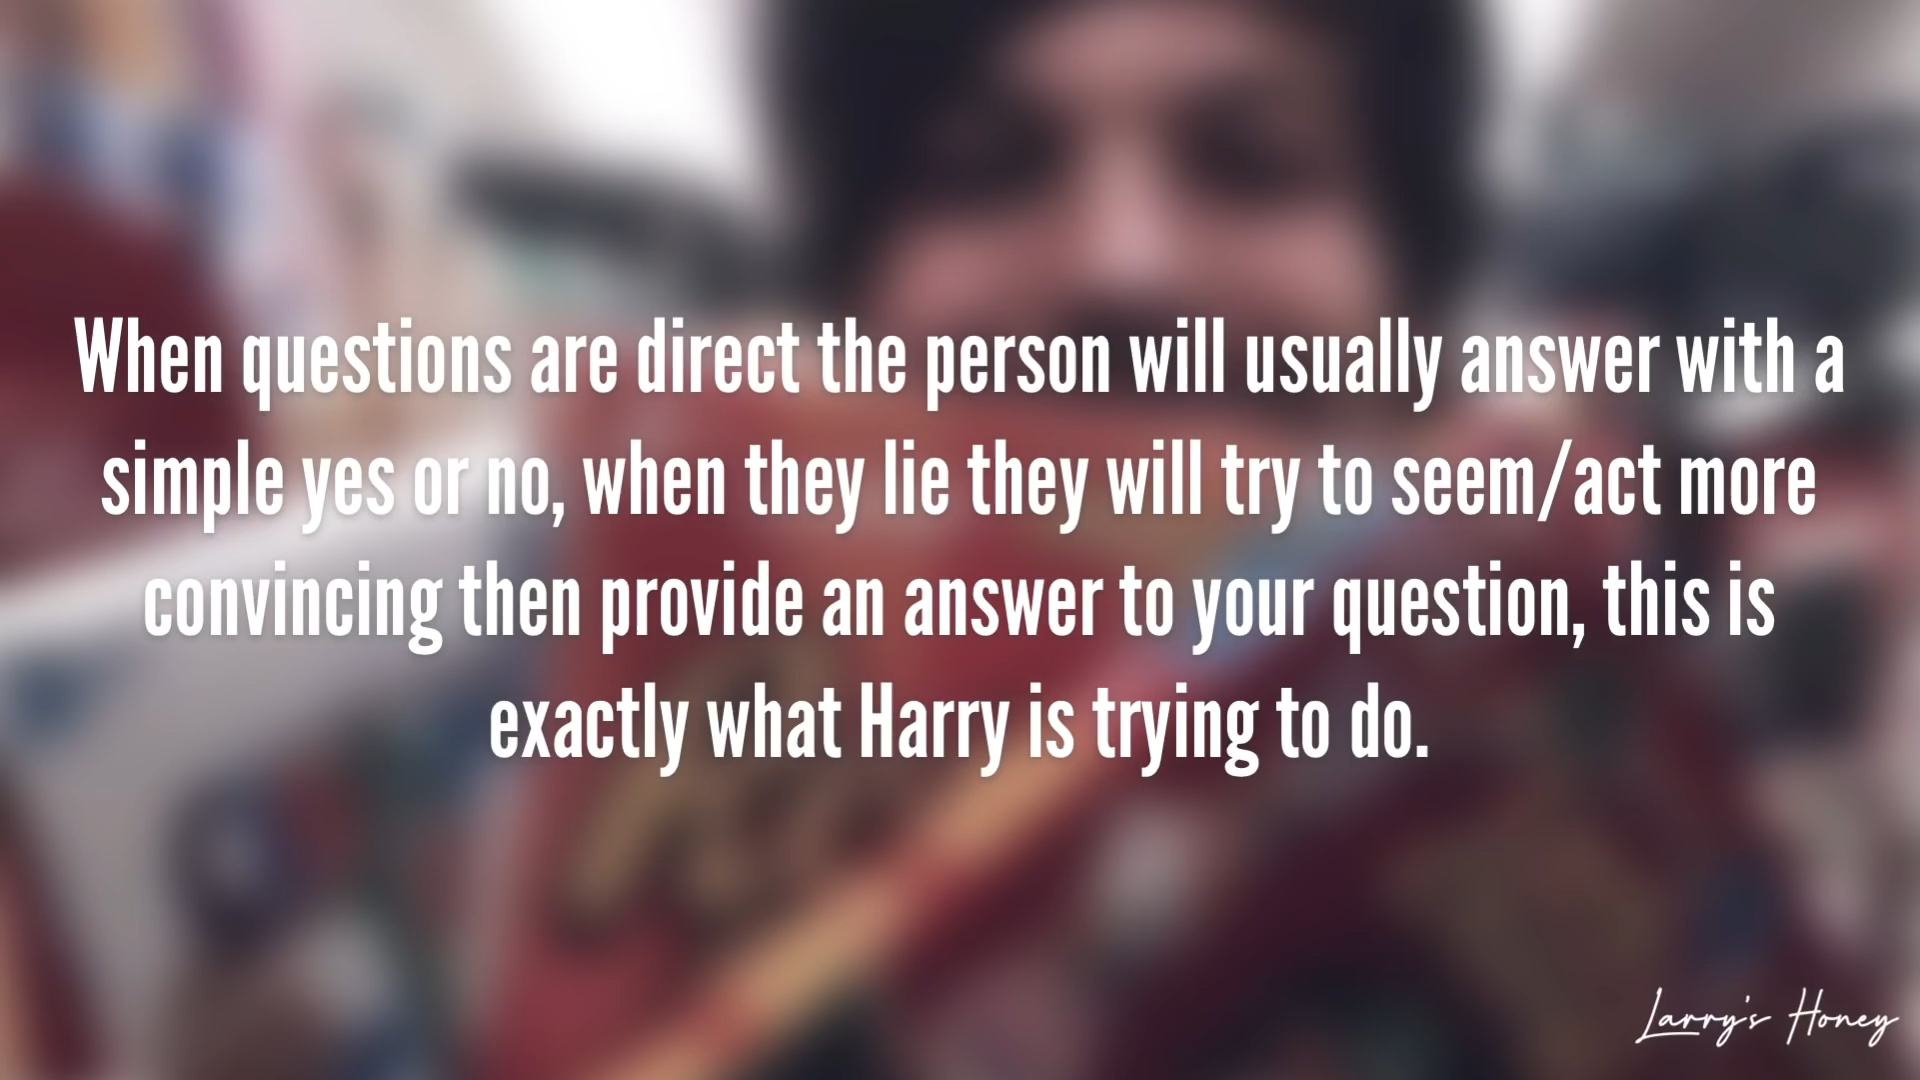 When questions are direct the person will usually answer with a
simple yes or no, when they lie they will try to seem/act more
convincing then provide an answer to your question, this is
exactly what Harry is trying to do.
Larry's Honey